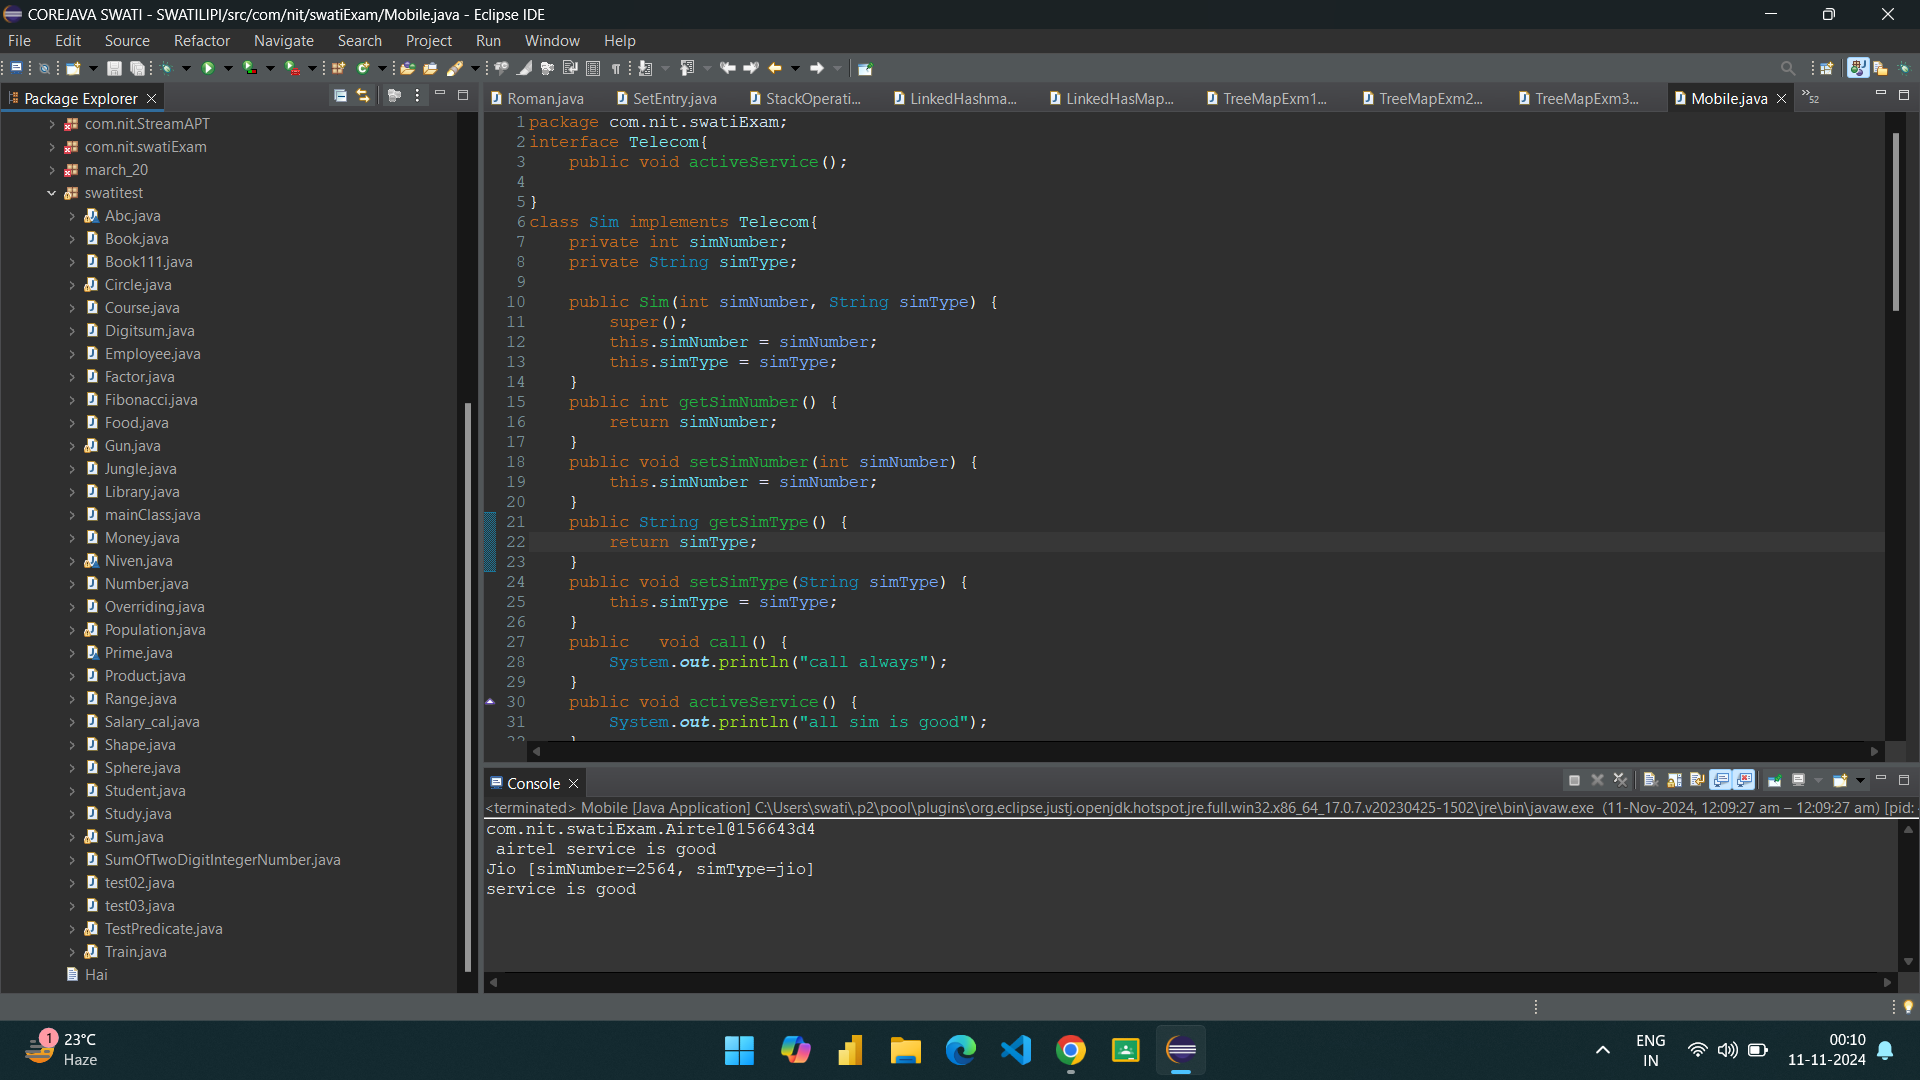 COREJAVA SWATI - SWATILIPI/src/com/nit/swatiExam/Mobile.java - Eclipse IDE
File Edit Source Refactor Navigate Search Project Run Window Help
Package Explorer
com.nit.StreamAPT
com.nit.swatiExam
march_20
swatitest
Abc.java
Book.java
Book111.java
Circle.java
Course.java
Digitsum.java
Employee.java
Factor.java
Fibonacci.java
Food.java
Gun.java
Jungle.java
Library.java
mainClass.java
Money.java
Niven.java
Number.java
Overriding.java
Population.java
Prime.java
Product.java
Range.java
Salary_cal.java
Shape.java
Sphere.java
Student.java
Study.java
Sum.java
SumOfTwoDigitIntegerNumber.java
test02.java
test03.java
TestPredicate.java
Train.java
Hai
Roman.java SetEntry.java StackOperati... LinkedHashma... LinkedHasMap... TreeMapExm1... TreeMapExm2... TreeMapExm3... Mobile.java »52
1 package com.nit.swatiExam;
2 interface Telecom{
3     public void activeService();
4
5 }
6 class Sim implements Telecom{
7     private int simNumber;
8     private String simType;
9
10     public Sim(int simNumber, String simType) {
11         super();
12         this.simNumber = simNumber;
13         this.simType = simType;
14     }
15     public int getSimNumber() {
16         return simNumber;
17     }
18     public void setSimNumber(int simNumber) {
19         this.simNumber = simNumber;
20     }
21     public String getSimType() {
22         return simType;
23     }
24     public void setSimType(String simType) {
25         this.simType = simType;
26     }
27     public   void call() {
28         System.out.println("call always");
29     }
30     public void activeService() {
31         System.out.println("all sim is good");
32     }
Console
<terminated> Mobile [Java Application] C:\Users\swati\.p2\pool\plugins\org.eclipse.justj.openjdk.hotspot.jre.full.win32.x86_64_17.0.7.v20230425-1502\jre\bin\javaw.exe (11-Nov-2024, 12:09:27 am – 12:09:27 am) [pid:
com.nit.swatiExam.Airtel@156643d4
 airtel service is good
Jio [simNumber=2564, simType=jio]
service is good
1
23°C
Haze
ENG
IN
00:10
11-11-2024